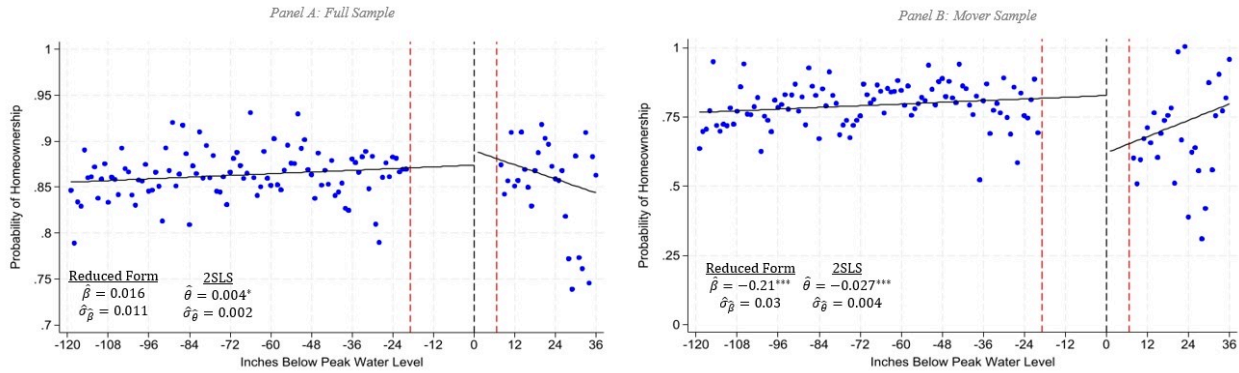 Panel A: Full Sample
1
.95
.9
.85
.8
.75
.7
Probability of Homeownership
Reduced Form 2SLS
β̂ = 0.016 θ̂ = 0.004*
σ̂_β̂ = 0.011 σ̂_θ̂ = 0.002
-120 -108 -96 -84 -72 -60 -48 -36 -24 -12 0 12 24 36
Inches Below Peak Water Level
Panel B: Mover Sample
1
.75
.5
.25
0
Probability of Homeownership
Reduced Form 2SLS
β̂ = −0.21*** θ̂ = −0.027***
σ̂_β̂ = 0.03 σ̂_θ̂ = 0.004
-120 -108 -96 -84 -72 -60 -48 -36 -24 -12 0 12 24 36
Inches Below Peak Water Level